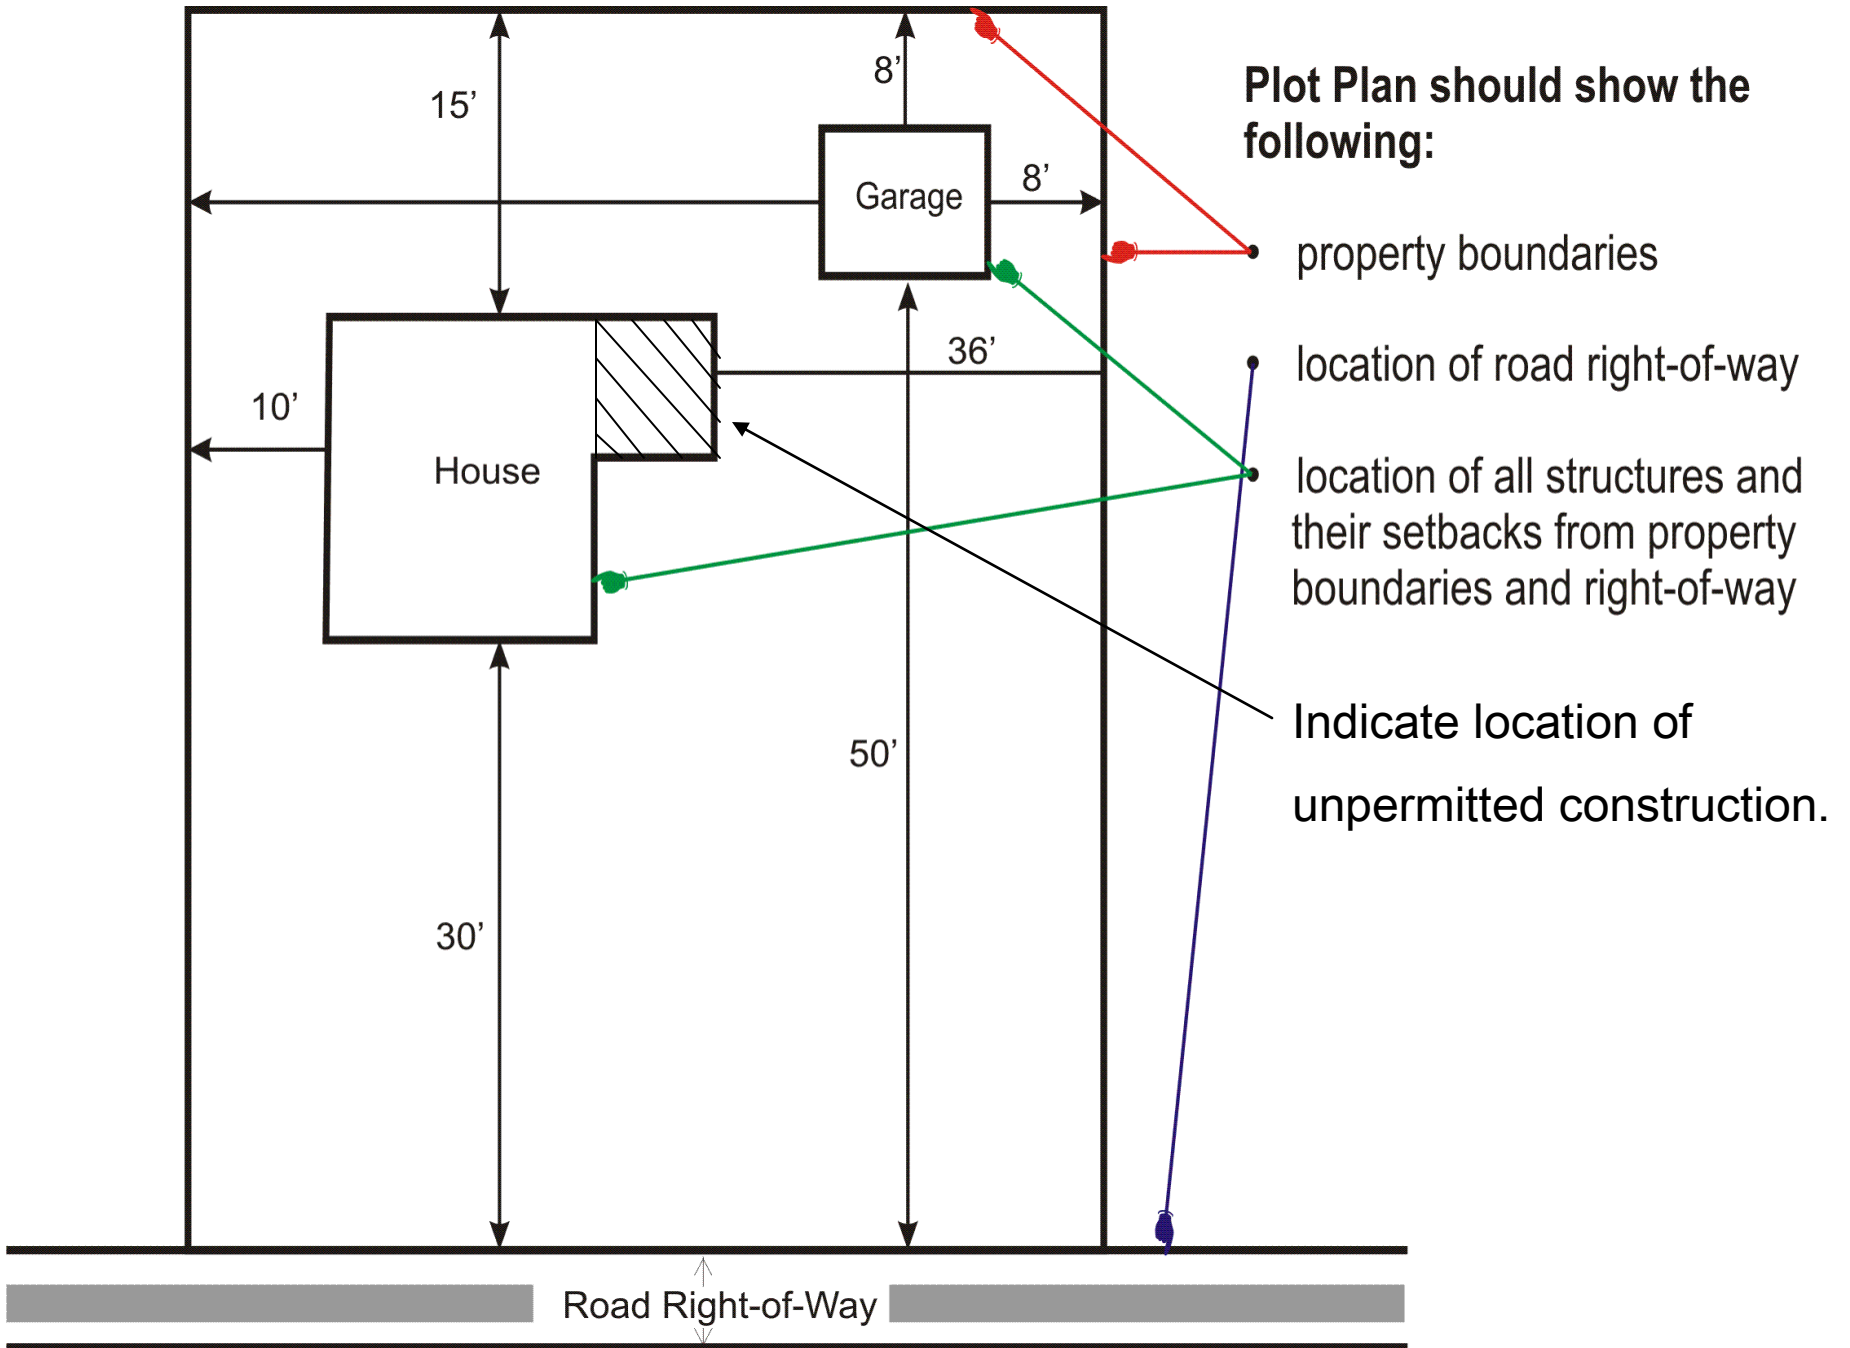 8’
15’
Plot Plan should show the
following:
8’
Garage
property boundaries
36’
location of road right-of-way
10’
House
location of all structures and
their setbacks from property
boundaries and right-of-way
Indicate location of
50’
unpermitted construction.
30’
Road Right-of-Way